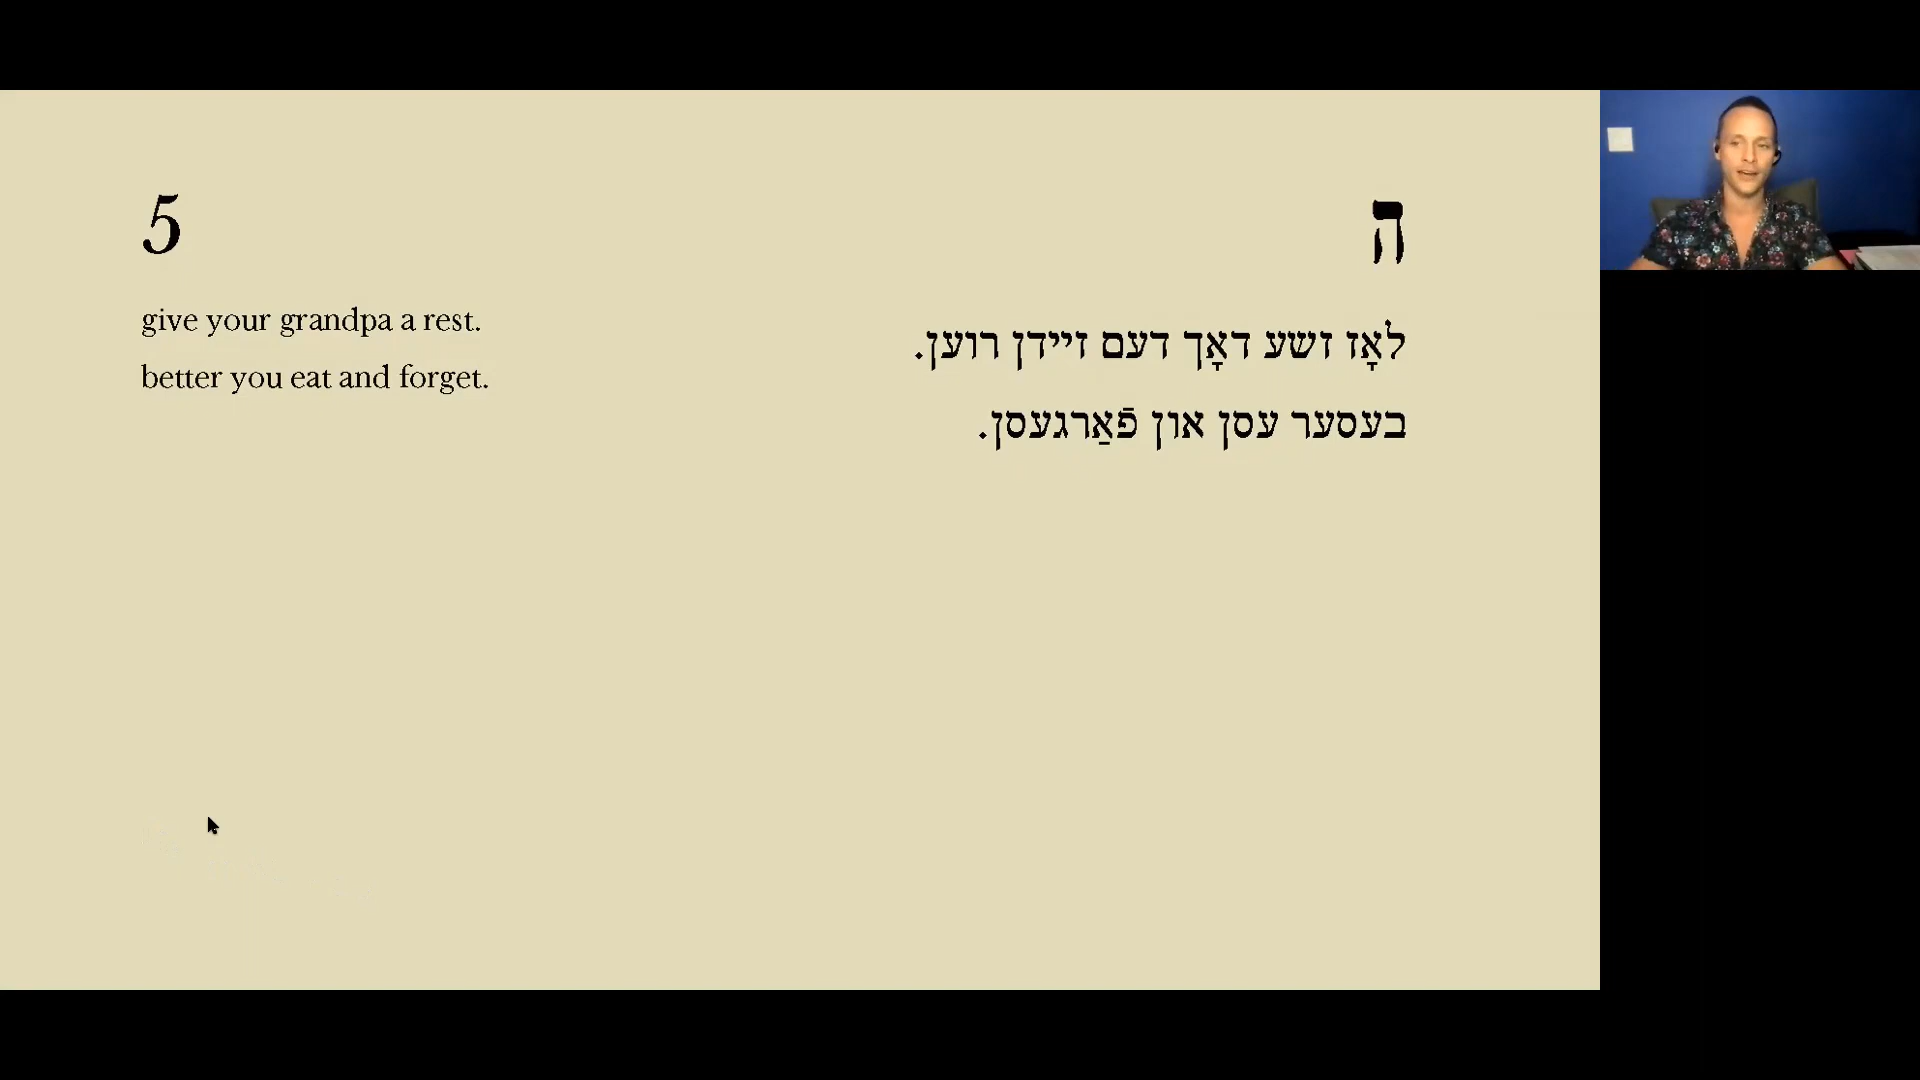 5
give your grandpa a rest.
better you eat and forget.
ה
לאָז זשע דאָך דעם זיידן רוען.
בעסער עסן און פֿאַרגעסן.